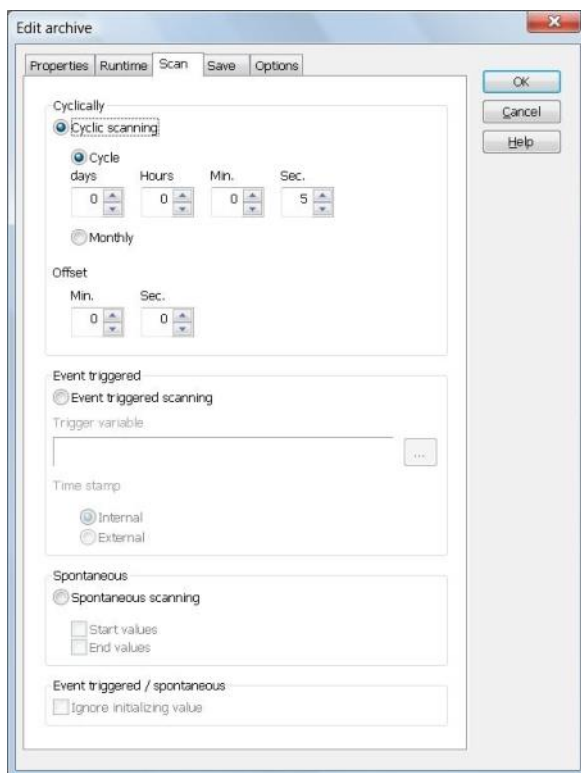 Edit archive
Properties Runtime Scan Save Options
OK
Cancel
Help
Cyclically
Cyclic scanning
Cycle
days Hours Min. Sec.
0 0 0 5
Monthly
Offset
Min. Sec.
0 0
Event triggered
Event triggered scanning
Trigger variable
...
Time stamp
Internal
External
Spontaneous
Spontaneous scanning
Start values
End values
Event triggered / spontaneous
Ignore initializing value